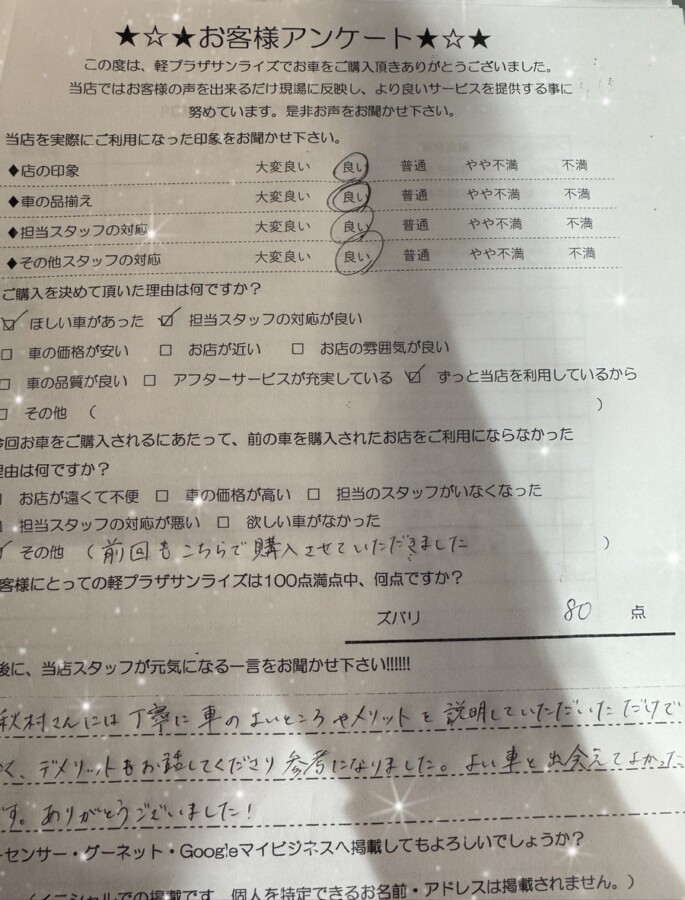 ★☆★お客様アンケート★☆★
この度は、軽プラザサンライズでお車をご購入頂きありがとうございました。
当店ではお客様の声を出来るだけ現場に反映し、より良いサービスを提供する事に
努めています。是非お声をお聞かせ下さい。
当店を実際にご利用になった印象をお聞かせ下さい。
◆店の印象 大変良い 良い 普通 やや不満 不満
◆車の品揃え 大変良い 良い 普通 やや不満 不満
◆担当スタッフの対応 大変良い 良い 普通 やや不満 不満
◆その他スタッフの対応 大変良い 良い 普通 やや不満 不満
ご購入を決めて頂いた理由は何ですか？
☑ ほしい車があった ☑ 担当スタッフの対応が良い
□ 車の価格が安い □ お店が近い □ お店の雰囲気が良い
□ 車の品質が良い □ アフターサービスが充実している ☑ ずっと当店を利用しているから
□ その他 （ ）
今回お車をご購入されるにあたって、前の車を購入されたお店をご利用にならなかった
理由は何ですか？
□ お店が遠くて不便 □ 車の価格が高い □ 担当のスタッフがいなくなった
□ 担当スタッフの対応が悪い □ 欲しい車がなかった
☑ その他 （前回もこちらで購入させていただきました ）
客様にとっての軽プラザサンライズは100点満点中、何点ですか？
ズバリ 80 点
後に、当店スタッフが元気になる一言をお聞かせ下さい!!!!!!
秋村さんには丁寧に車のよいところやメリットを説明していただいただけで
く、デメリットもお話してくださり参考になりました。よい車と出会えてよかった
です。ありがとうございました！
ーセンサー・グーネット・Googleマイビジネスへ掲載してもよろしいでしょうか？
（イニシャルでの掲載です。個人を特定できるお名前・アドレスは掲載されません。）